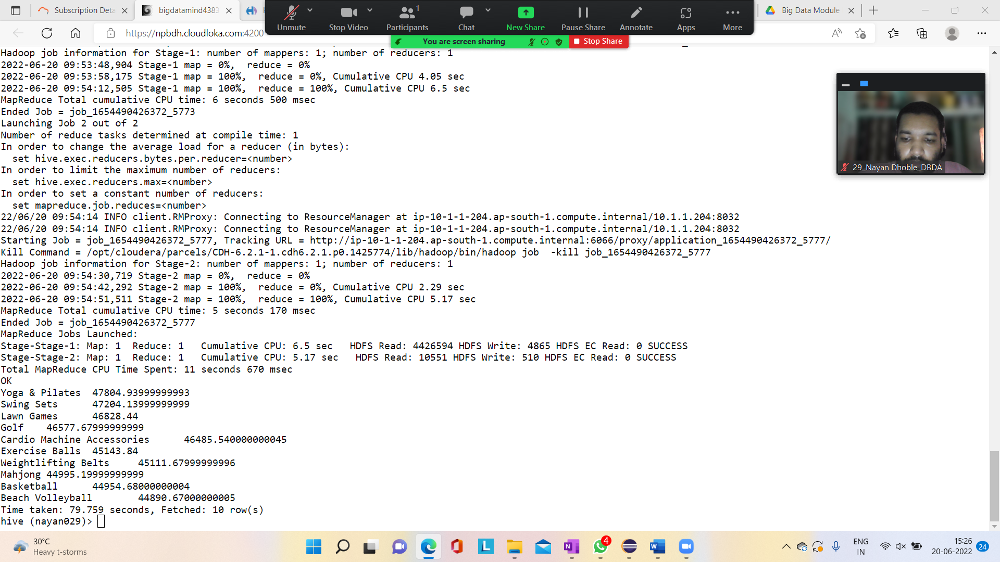 Subscription Deta
bigdatamind4383
Big Data Module
Unmute
Stop Video
1
Participants
Chat
New Share
Pause Share
Annotate
Apps
More
https://npbdh.cloudloka.com:4200
You are screen sharing
Stop Share
Hadoop job information for Stage-1: number of mappers: 1; number of reducers: 1
2022-06-20 09:53:48,904 Stage-1 map = 0%,  reduce = 0%
2022-06-20 09:53:58,175 Stage-1 map = 100%,  reduce = 0%, Cumulative CPU 4.05 sec
2022-06-20 09:54:12,505 Stage-1 map = 100%,  reduce = 100%, Cumulative CPU 6.5 sec
MapReduce Total cumulative CPU time: 6 seconds 500 msec
Ended Job = job_1654490426372_5773
Launching Job 2 out of 2
Number of reduce tasks determined at compile time: 1
In order to change the average load for a reducer (in bytes):
  set hive.exec.reducers.bytes.per.reducer=<number>
In order to limit the maximum number of reducers:
  set hive.exec.reducers.max=<number>
In order to set a constant number of reducers:
  set mapreduce.job.reduces=<number>
22/06/20 09:54:14 INFO client.RMProxy: Connecting to ResourceManager at ip-10-1-1-204.ap-south-1.compute.internal/10.1.1.204:8032
22/06/20 09:54:14 INFO client.RMProxy: Connecting to ResourceManager at ip-10-1-1-204.ap-south-1.compute.internal/10.1.1.204:8032
Starting Job = job_1654490426372_5777, Tracking URL = http://ip-10-1-1-204.ap-south-1.compute.internal:6066/proxy/application_1654490426372_5777/
Kill Command = /opt/cloudera/parcels/CDH-6.2.1-1.cdh6.2.1.p0.1425774/lib/hadoop/bin/hadoop job  -kill job_1654490426372_5777
Hadoop job information for Stage-2: number of mappers: 1; number of reducers: 1
2022-06-20 09:54:30,719 Stage-2 map = 0%,  reduce = 0%
2022-06-20 09:54:42,292 Stage-2 map = 100%,  reduce = 0%, Cumulative CPU 2.29 sec
2022-06-20 09:54:51,511 Stage-2 map = 100%,  reduce = 100%, Cumulative CPU 5.17 sec
MapReduce Total cumulative CPU time: 5 seconds 170 msec
Ended Job = job_1654490426372_5777
MapReduce Jobs Launched:
Stage-Stage-1: Map: 1  Reduce: 1   Cumulative CPU: 6.5 sec   HDFS Read: 4426594 HDFS Write: 4865 HDFS EC Read: 0 SUCCESS
Stage-Stage-2: Map: 1  Reduce: 1   Cumulative CPU: 5.17 sec   HDFS Read: 10551 HDFS Write: 510 HDFS EC Read: 0 SUCCESS
Total MapReduce CPU Time Spent: 11 seconds 670 msec
OK
Yoga & Pilates  47804.93999999993
Swing Sets      47204.13999999999
Lawn Games      46828.44
Golf    46577.67999999999
Cardio Machine Accessories      46485.540000000045
Exercise Balls  45143.84
Weightlifting Belts     45111.67999999996
Mahjong 44995.19999999999
Basketball      44954.68000000004
Beach Volleyball        44890.67000000005
Time taken: 79.759 seconds, Fetched: 10 row(s)
hive (nayan029)>
29_Nayan Dhoble_DBDA
30°C
Heavy t-storms
4
ENG
IN
15:26
20-06-2022
24